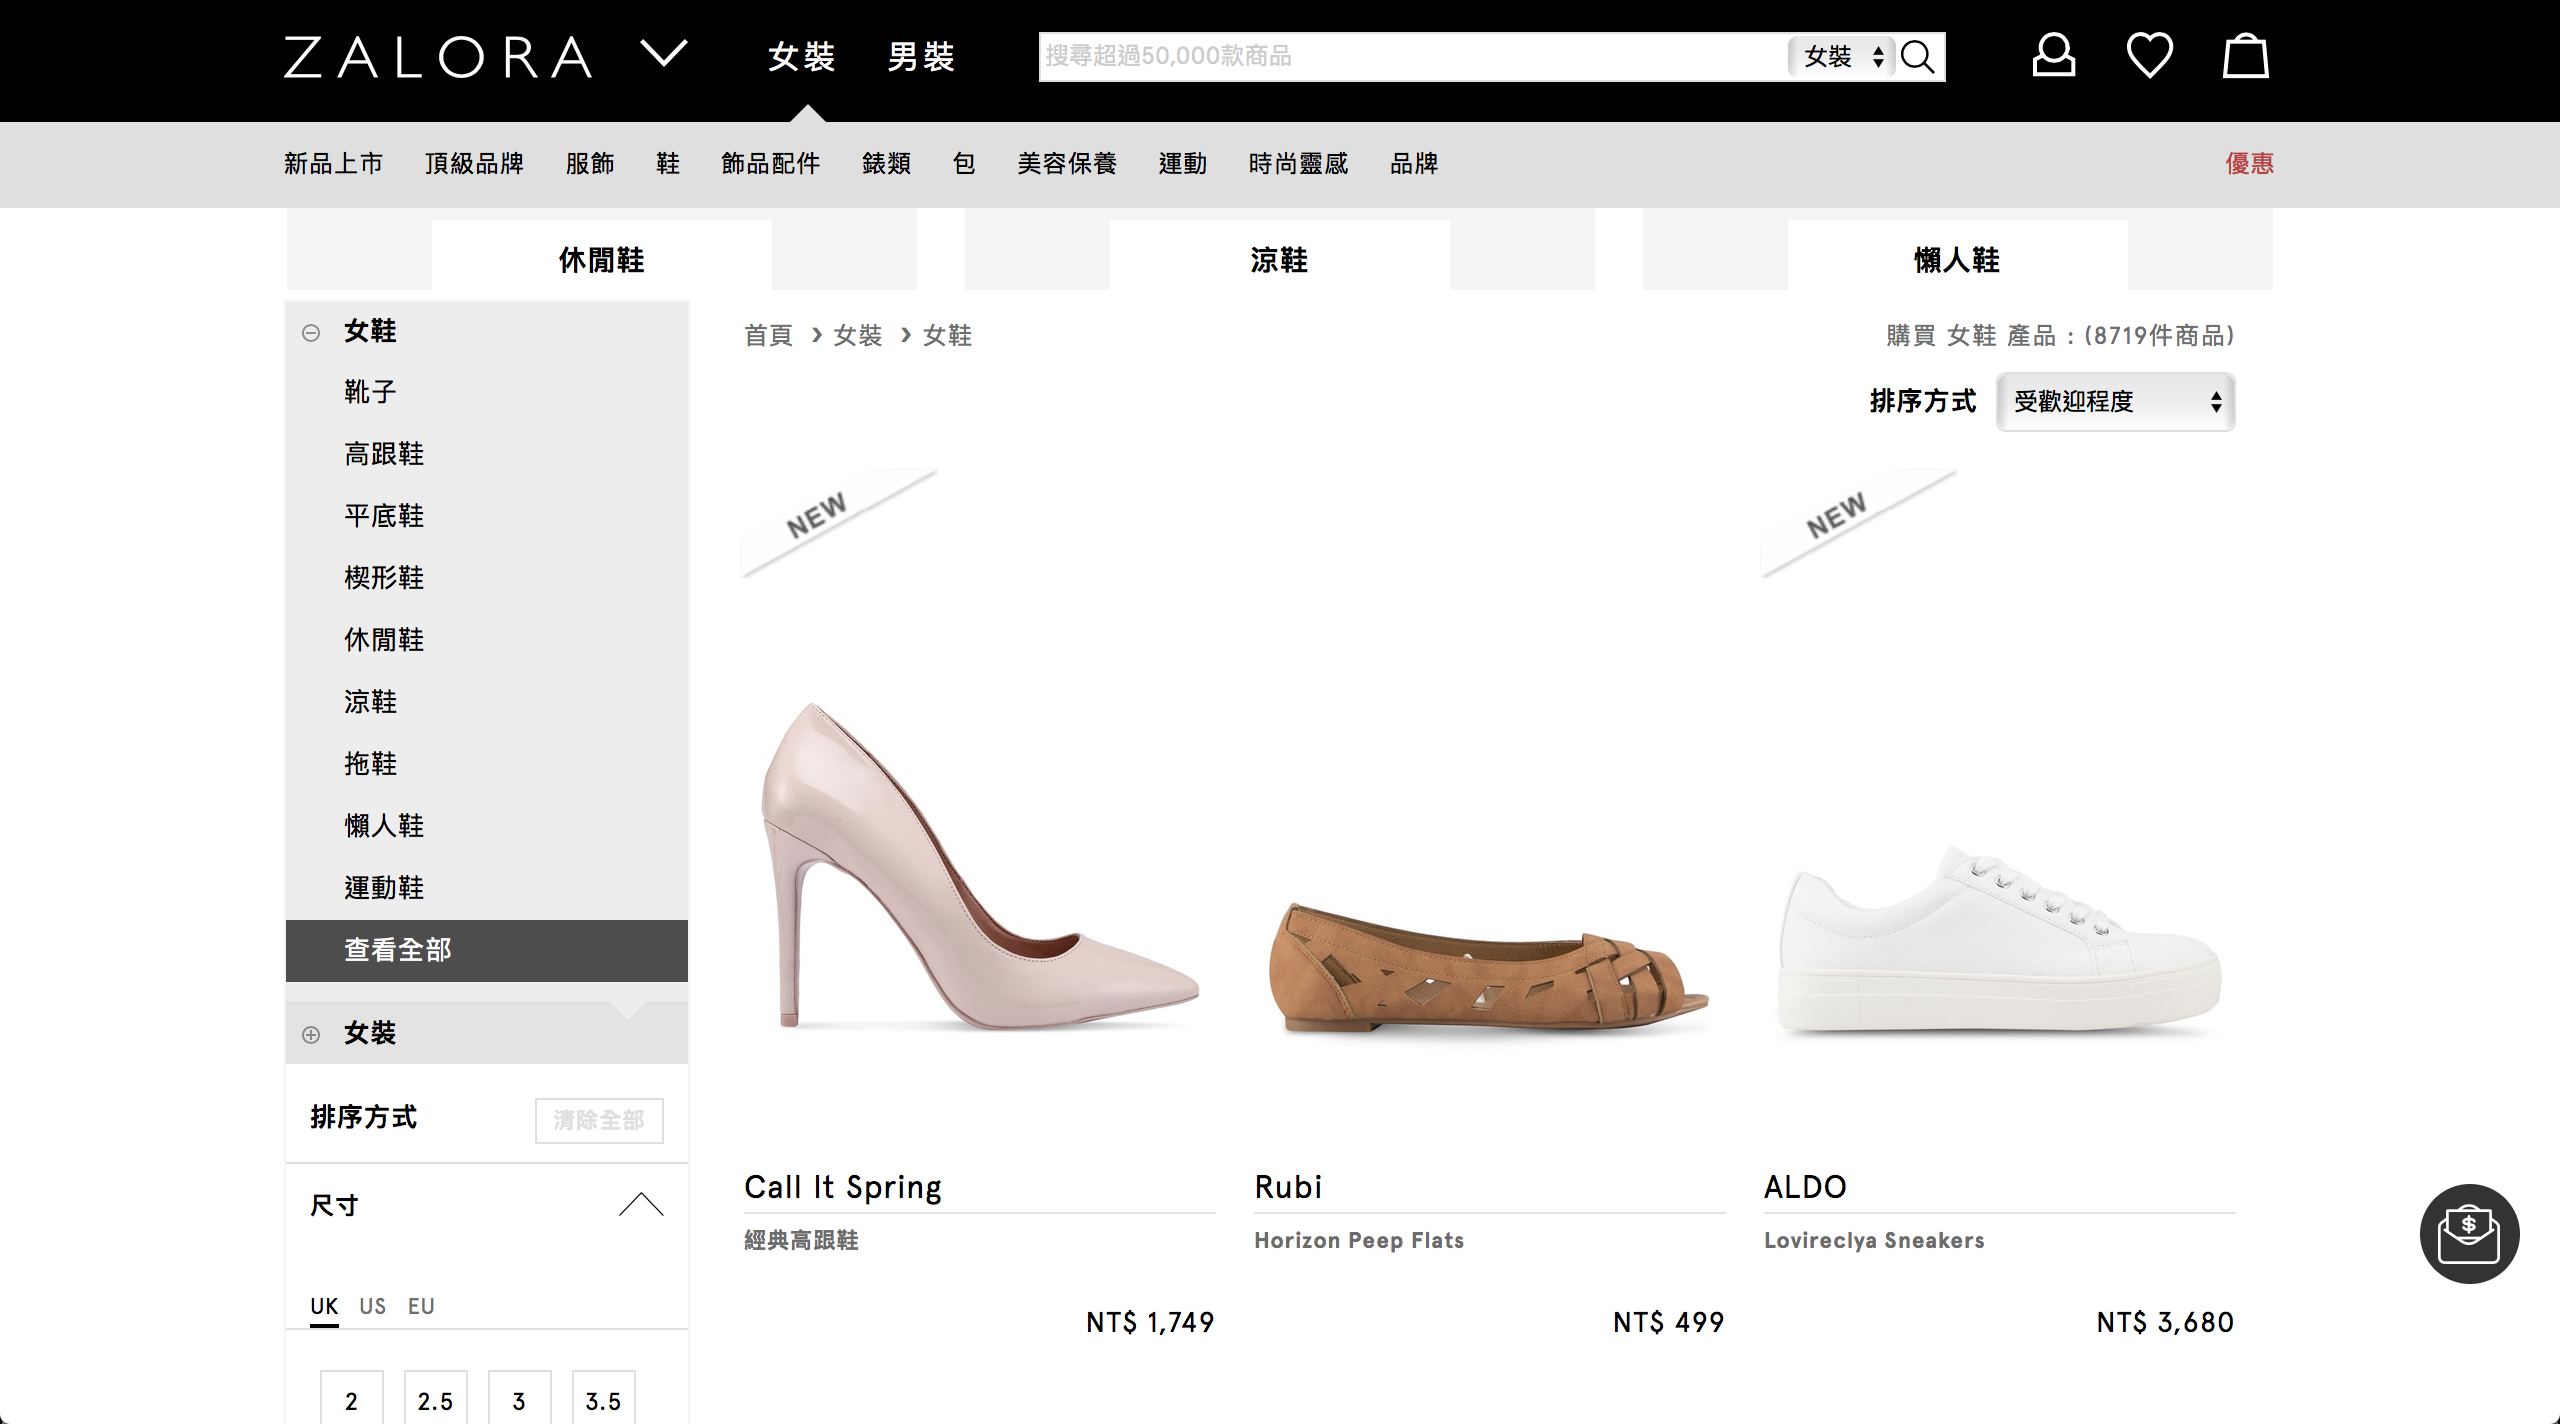 ZALORA 女裝 男裝 搜尋超過50,000款商品 女裝
新品上市 頂級品牌 服飾 鞋 飾品配件 錶類 包 美容保養 運動 時尚靈感 品牌 優惠
休閒鞋 涼鞋 懶人鞋
女鞋
靴子
高跟鞋
平底鞋
楔形鞋
休閒鞋
涼鞋
拖鞋
懶人鞋
運動鞋
查看全部
女裝
排序方式 清除全部
尺寸
UK US EU
2 2.5 3 3.5
首頁 › 女裝 › 女鞋
購買 女鞋 產品 : (8719件商品)
排序方式 受歡迎程度
NEW
Call It Spring
經典高跟鞋
NT$ 1,749
Rubi
Horizon Peep Flats
NT$ 499
NEW
ALDO
Lovireclya Sneakers
NT$ 3,680
$